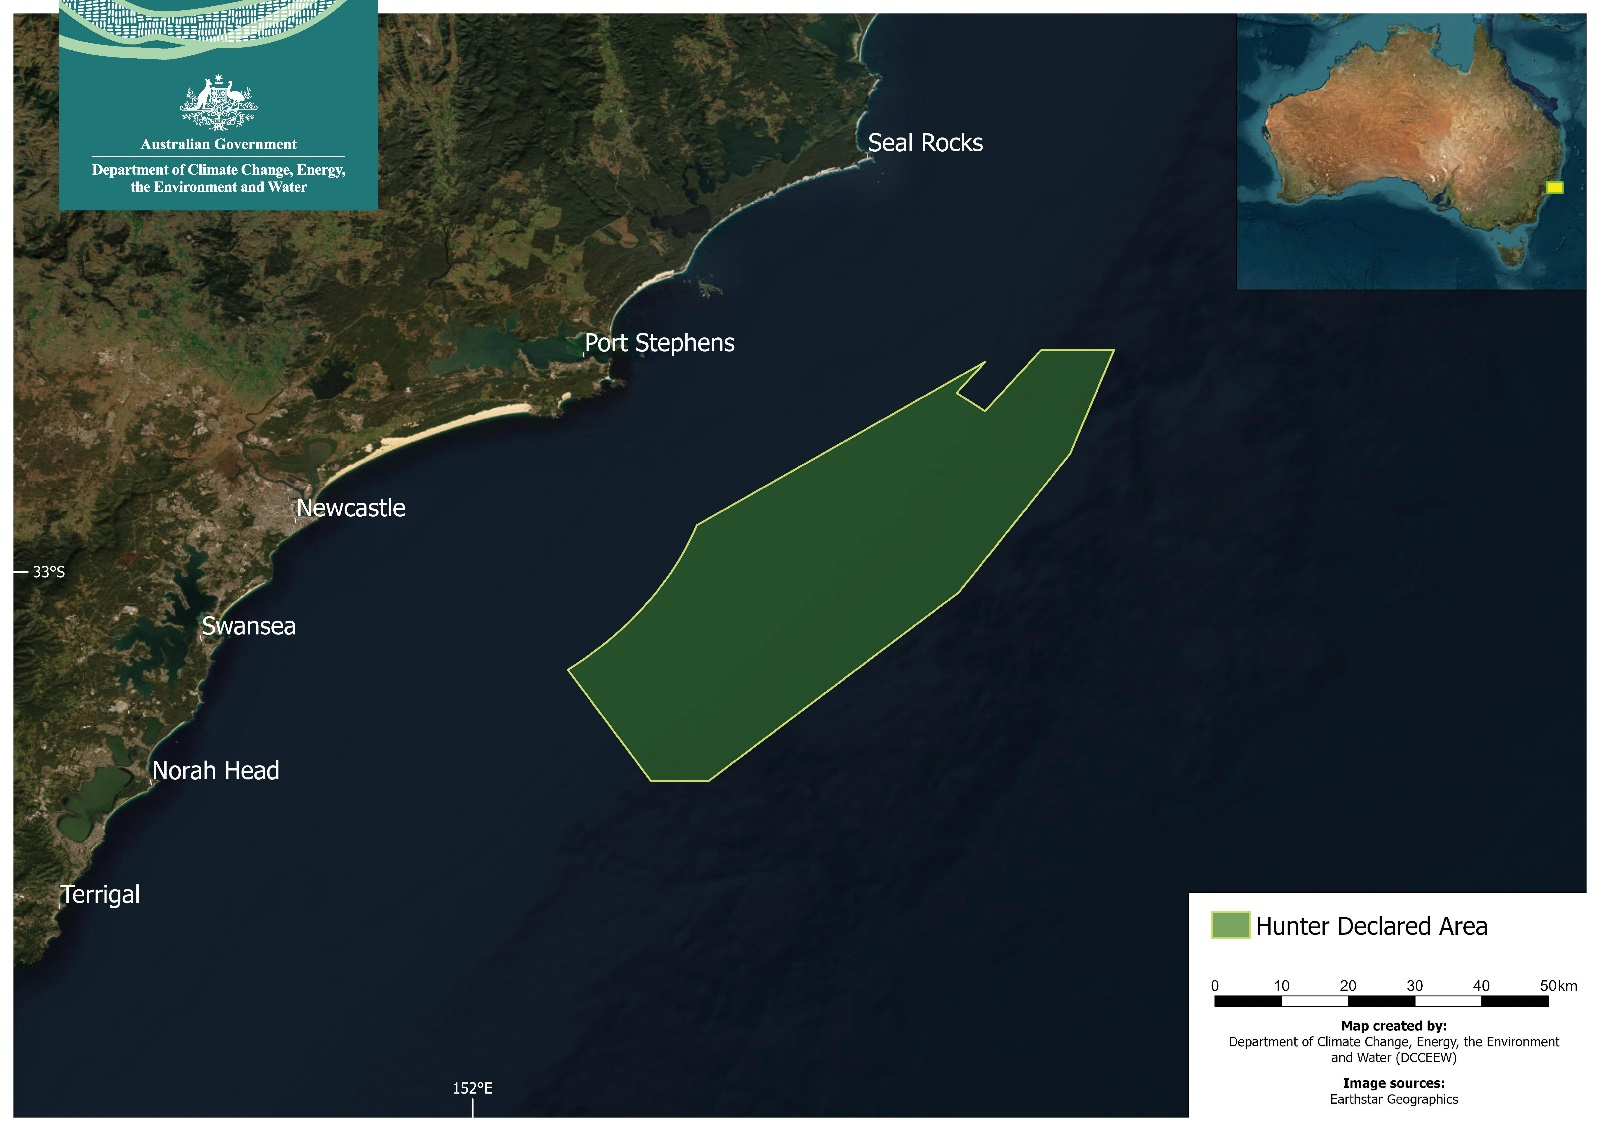 Australian Government
Department of Climate Change, Energy,
the Environment and Water
Seal Rocks
Port Stephens
Newcastle
33°S
Swansea
Norah Head
Terrigal
152°E
Hunter Declared Area
0 10 20 30 40 50km
Map created by:
Department of Climate Change, Energy, the Environment
and Water (DCCEEW)
Image sources:
Earthstar Geographics